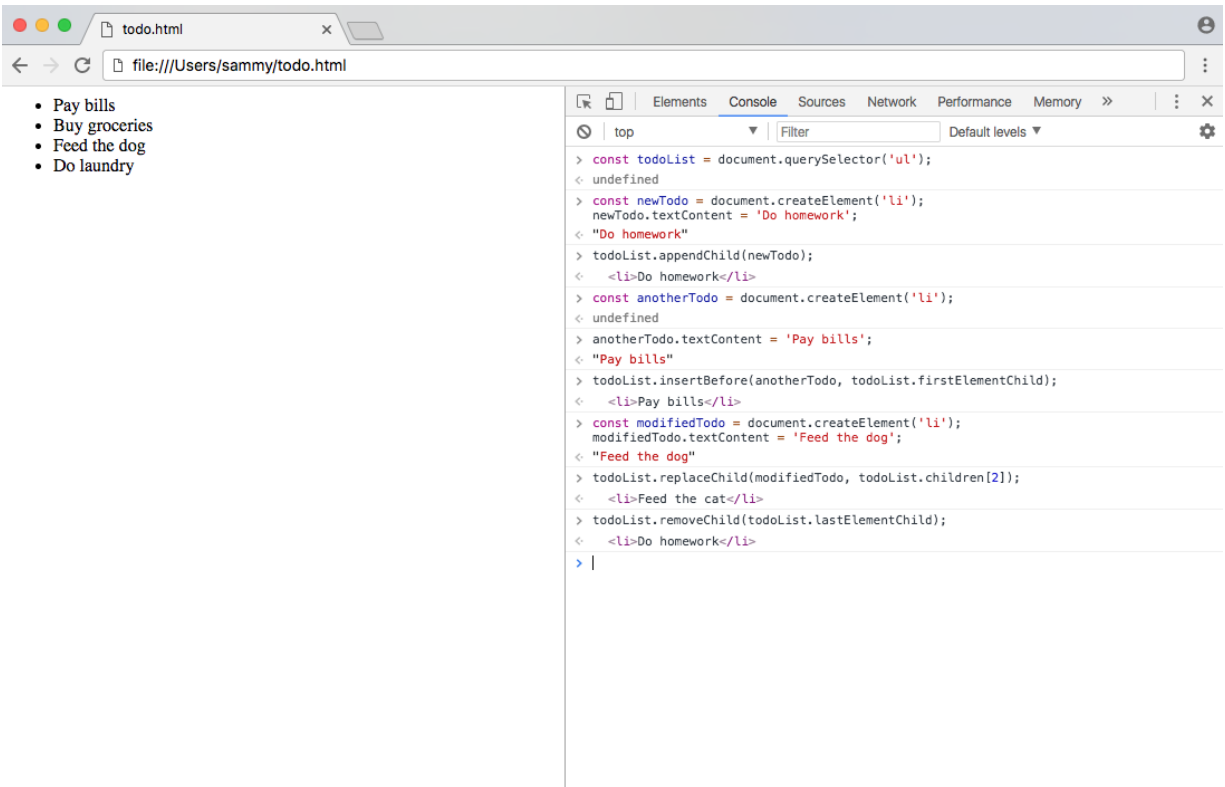 todo.html
file:///Users/sammy/todo.html
• Pay bills
• Buy groceries
• Feed the dog
• Do laundry
Elements Console Sources Network Performance Memory »
top ▼ Filter Default levels ▼
> const todoList = document.querySelector('ul');
undefined
> const newTodo = document.createElement('li');
newTodo.textContent = 'Do homework';
"Do homework"
> todoList.appendChild(newTodo);
<li>Do homework</li>
> const anotherTodo = document.createElement('li');
undefined
> anotherTodo.textContent = 'Pay bills';
"Pay bills"
> todoList.insertBefore(anotherTodo, todoList.firstElementChild);
<li>Pay bills</li>
> const modifiedTodo = document.createElement('li');
modifiedTodo.textContent = 'Feed the dog';
"Feed the dog"
> todoList.replaceChild(modifiedTodo, todoList.children[2]);
<li>Feed the cat</li>
> todoList.removeChild(todoList.lastElementChild);
<li>Do homework</li>
>